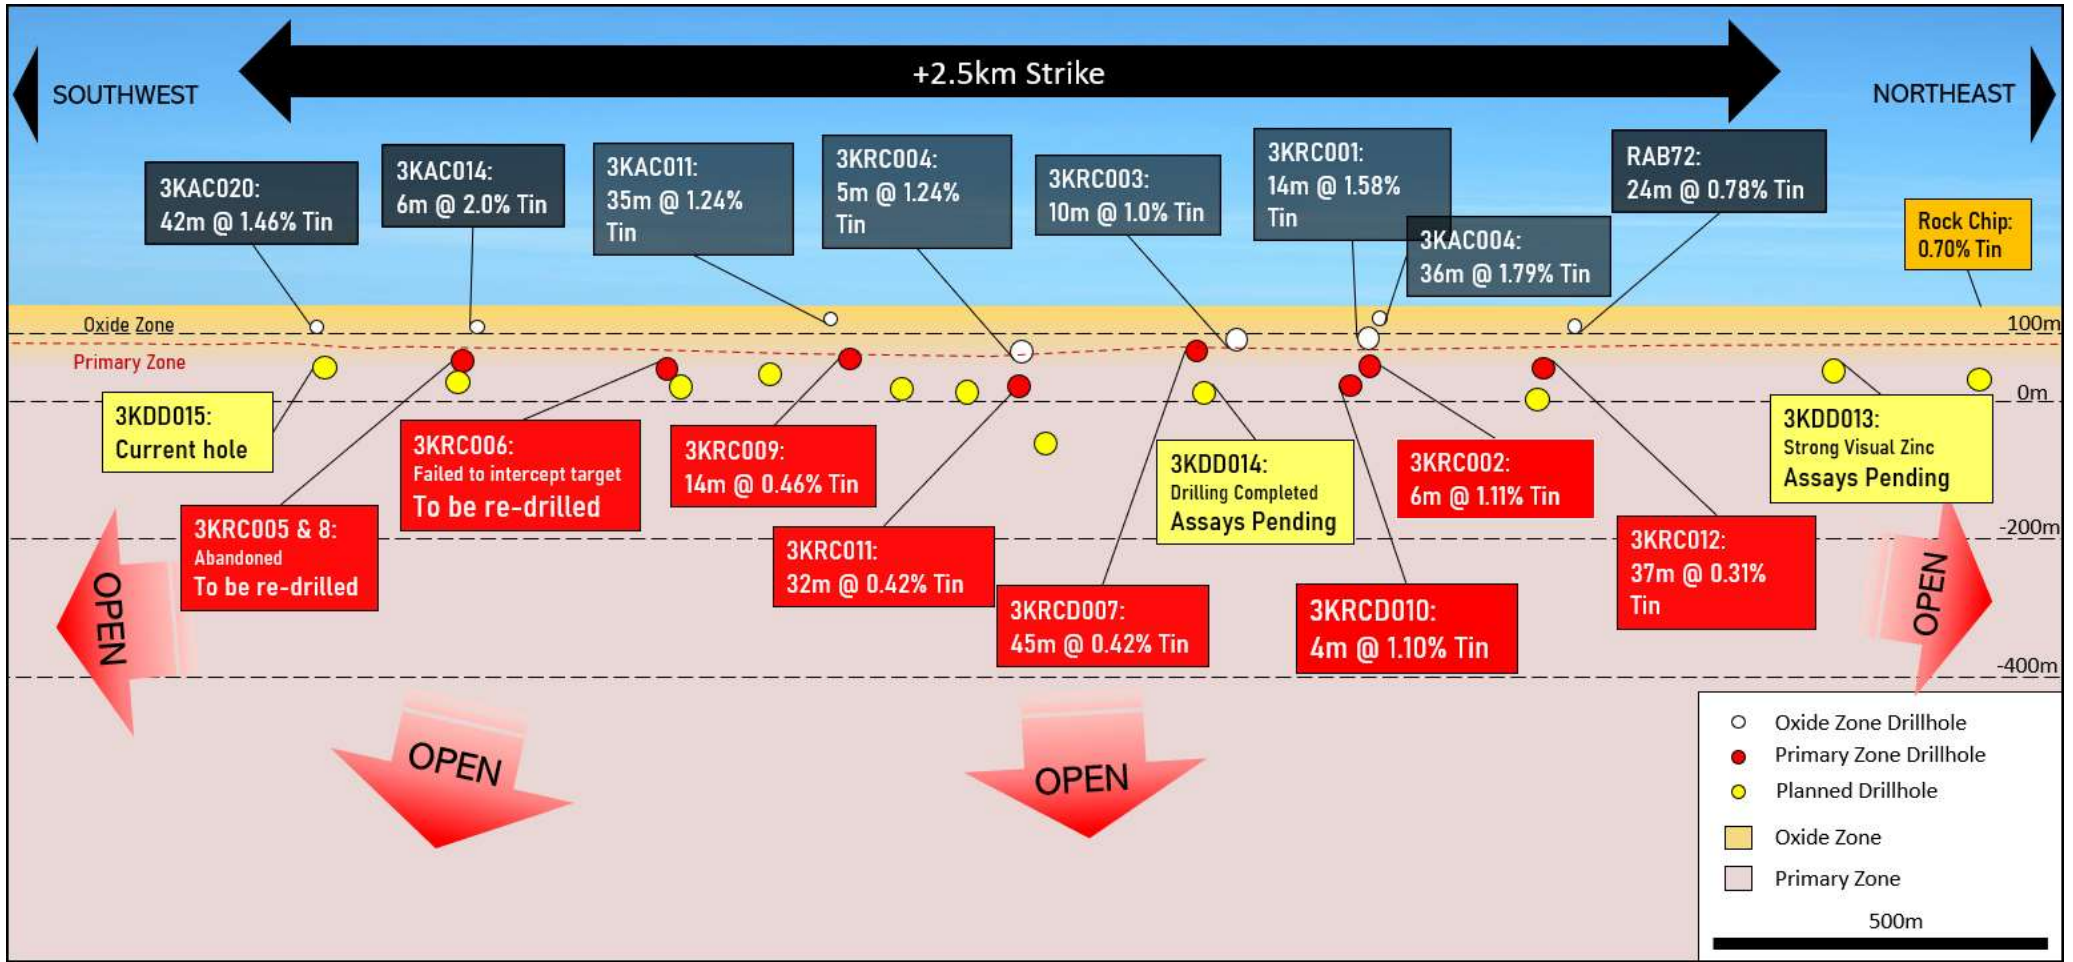 +2.5km Strike
SOUTHWEST
NORTHEAST
3KAC020:
42m @ 1.46% Tin
3KAC014:
6m @ 2.0% Tin
3KAC011:
35m @ 1.24%
Tin
3KRC004:
5m @ 1.24%
Tin
3KRC003:
10m @ 1.0% Tin
3KRC001:
14m @ 1.58%
Tin
3KAC004:
36m @ 1.79% Tin
RAB72:
24m @ 0.78% Tin
Rock Chip:
0.70% Tin
Oxide Zone
100m
Primary Zone
0m
3KDD015:
Current hole
3KRC005 & 8:
Abandoned
To be re-drilled
3KRC006:
Failed to intercept target
To be re-drilled
3KRC009:
14m @ 0.46% Tin
3KRC011:
32m @ 0.42% Tin
3KRCD007:
45m @ 0.42% Tin
3KDD014:
Drilling Completed
Assays Pending
3KRCD010:
4m @ 1.10% Tin
3KRC002:
6m @ 1.11% Tin
3KRC012:
37m @ 0.31%
Tin
3KDD013:
Strong Visual Zinc
Assays Pending
-200m
-400m
OPEN
OPEN
OPEN
OPEN
Oxide Zone Drillhole
Primary Zone Drillhole
Planned Drillhole
Oxide Zone
Primary Zone
500m